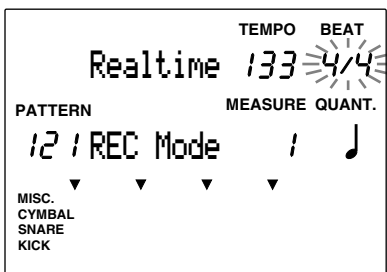 TEMPO BEAT
Realtime 133 4/4
PATTERN MEASURE QUANT.
121 REC Mode 1
MISC.
CYMBAL
SNARE
KICK